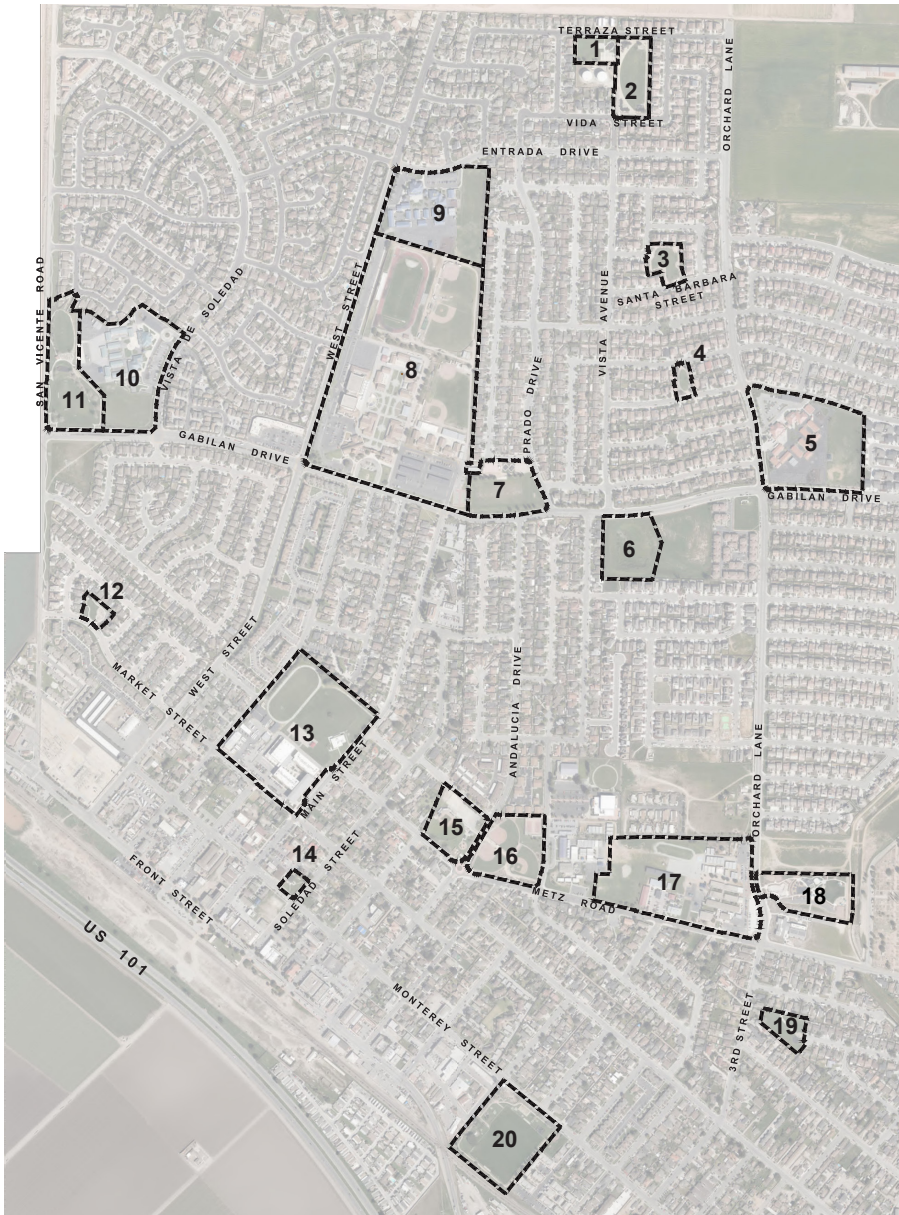 TERRAZA STREET
1
ORCHARD LANE
2
VIDA STREET
ENTRADA DRIVE
9
3
SANTA BARBARA
STREET
SAN VICENTE ROAD
VISTA DE SOLEDAD
WEST STREET
VISTA AVENUE
8
10
11
4
PRADO DRIVE
5
GABILAN DRIVE
7
GABILAN DRIVE
6
12
WEST STREET
MARKET STREET
13
ANDALUCIA DRIVE
MAIN STREET
ORCHARD LANE
15
16
14
SOLEDAD STREET
FRONT STREET
17
18
METZ ROAD
US 101
MONTEREY STREET
3RD STREET
19
20